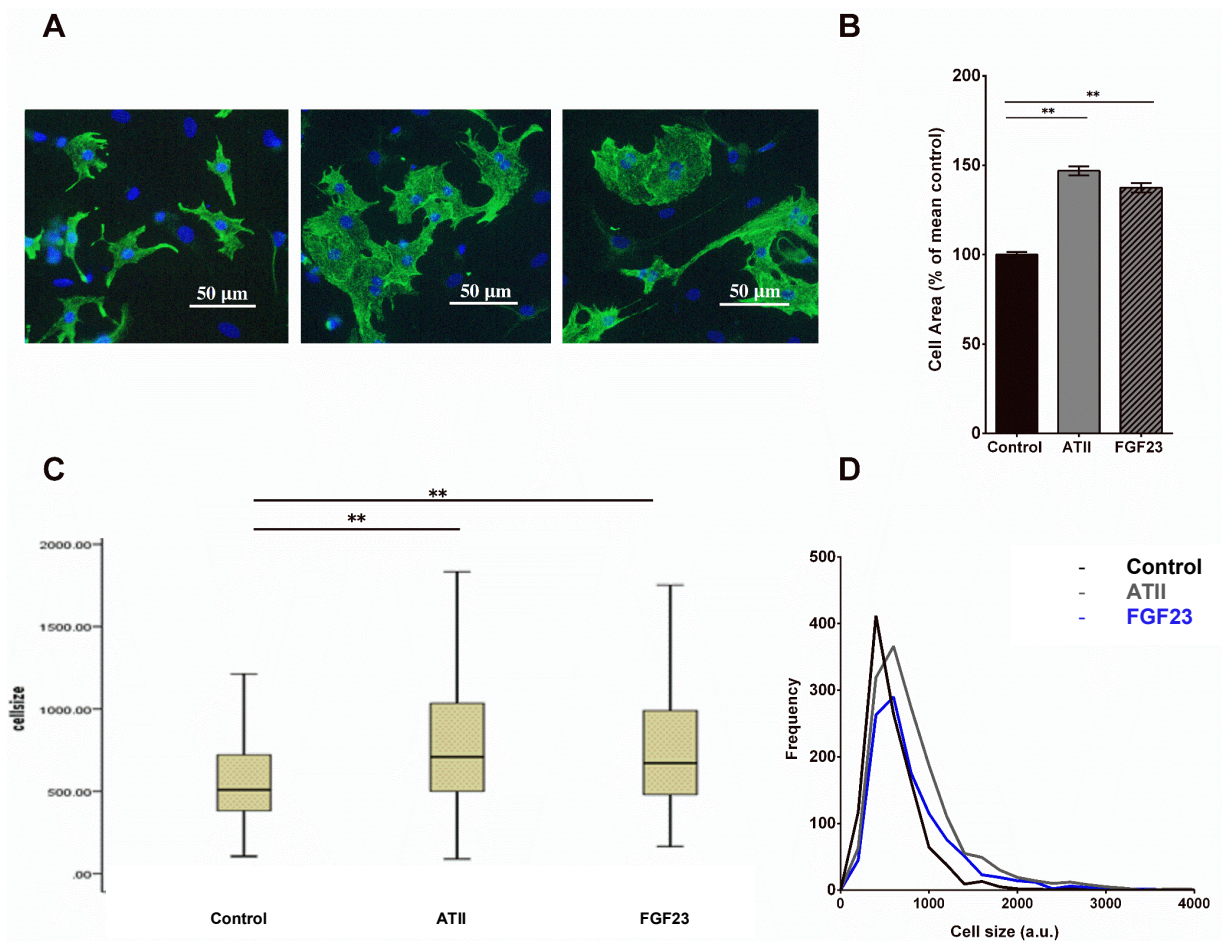 A
50 µm
50 µm
50 µm
B
200
150
100
50
0
Cell Area (% of mean control)
**
**
Control
ATII
FGF23
C
**
**
2000.00
1500.00
1000.00
500.00
.00
cellsize
Control
ATII
FGF23
D
500
400
300
200
100
0
Frequency
- Control
- ATII
- FGF23
0
1000
2000
3000
4000
Cell size (a.u.)